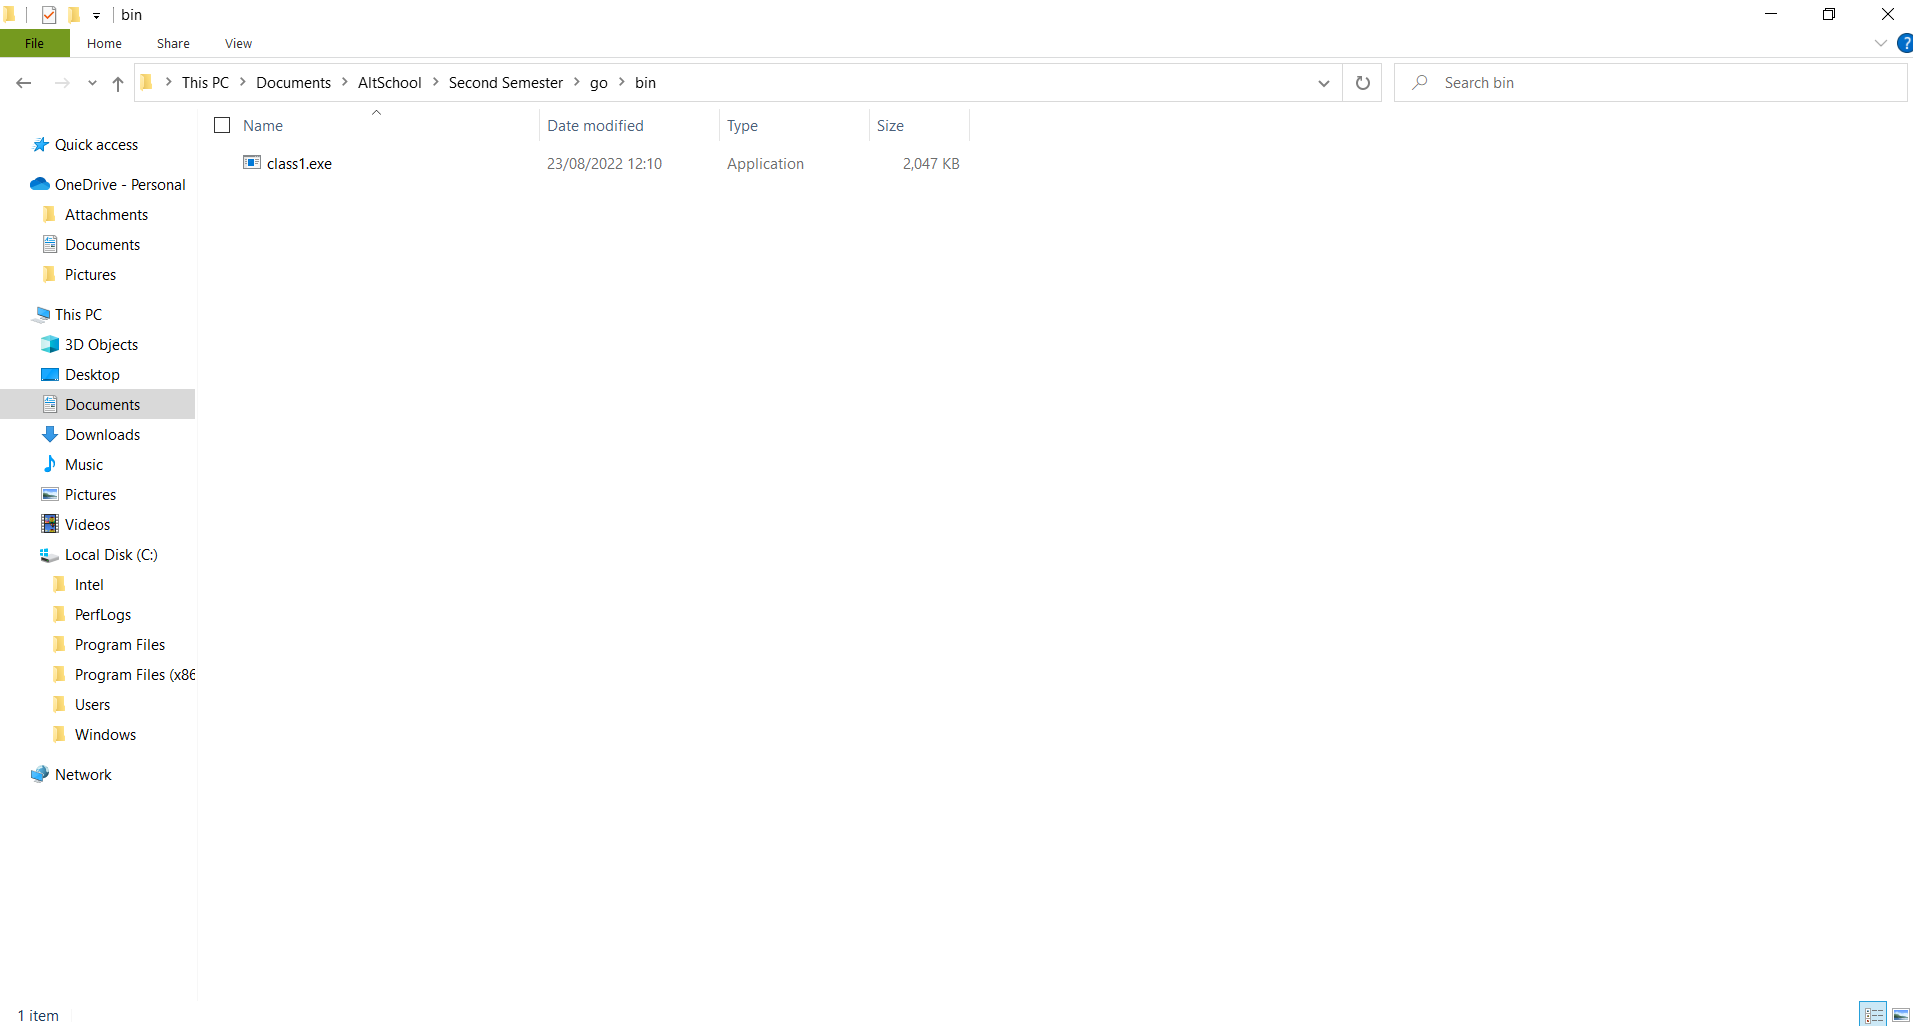 bin
File Home Share View
This PC Documents AltSchool Second Semester go bin
Search bin
Name Date modified Type Size
class1.exe 23/08/2022 12:10 Application 2,047 KB
Quick access
OneDrive - Personal
Attachments
Documents
Pictures
This PC
3D Objects
Desktop
Documents
Downloads
Music
Pictures
Videos
Local Disk (C:)
Intel
PerfLogs
Program Files
Program Files (x86
Users
Windows
Network
1 item